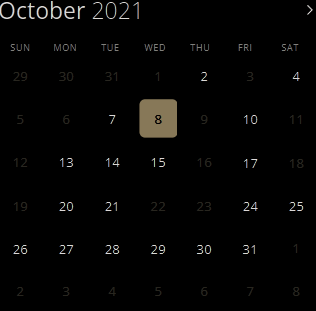 October 2021
SUN MON TUE WED THU FRI SAT
29 30 31 1 2 3 4
5 6 7 8 9 10 11
12 13 14 15 16 17 18
19 20 21 22 23 24 25
26 27 28 29 30 31 1
2 3 4 5 6 7 8